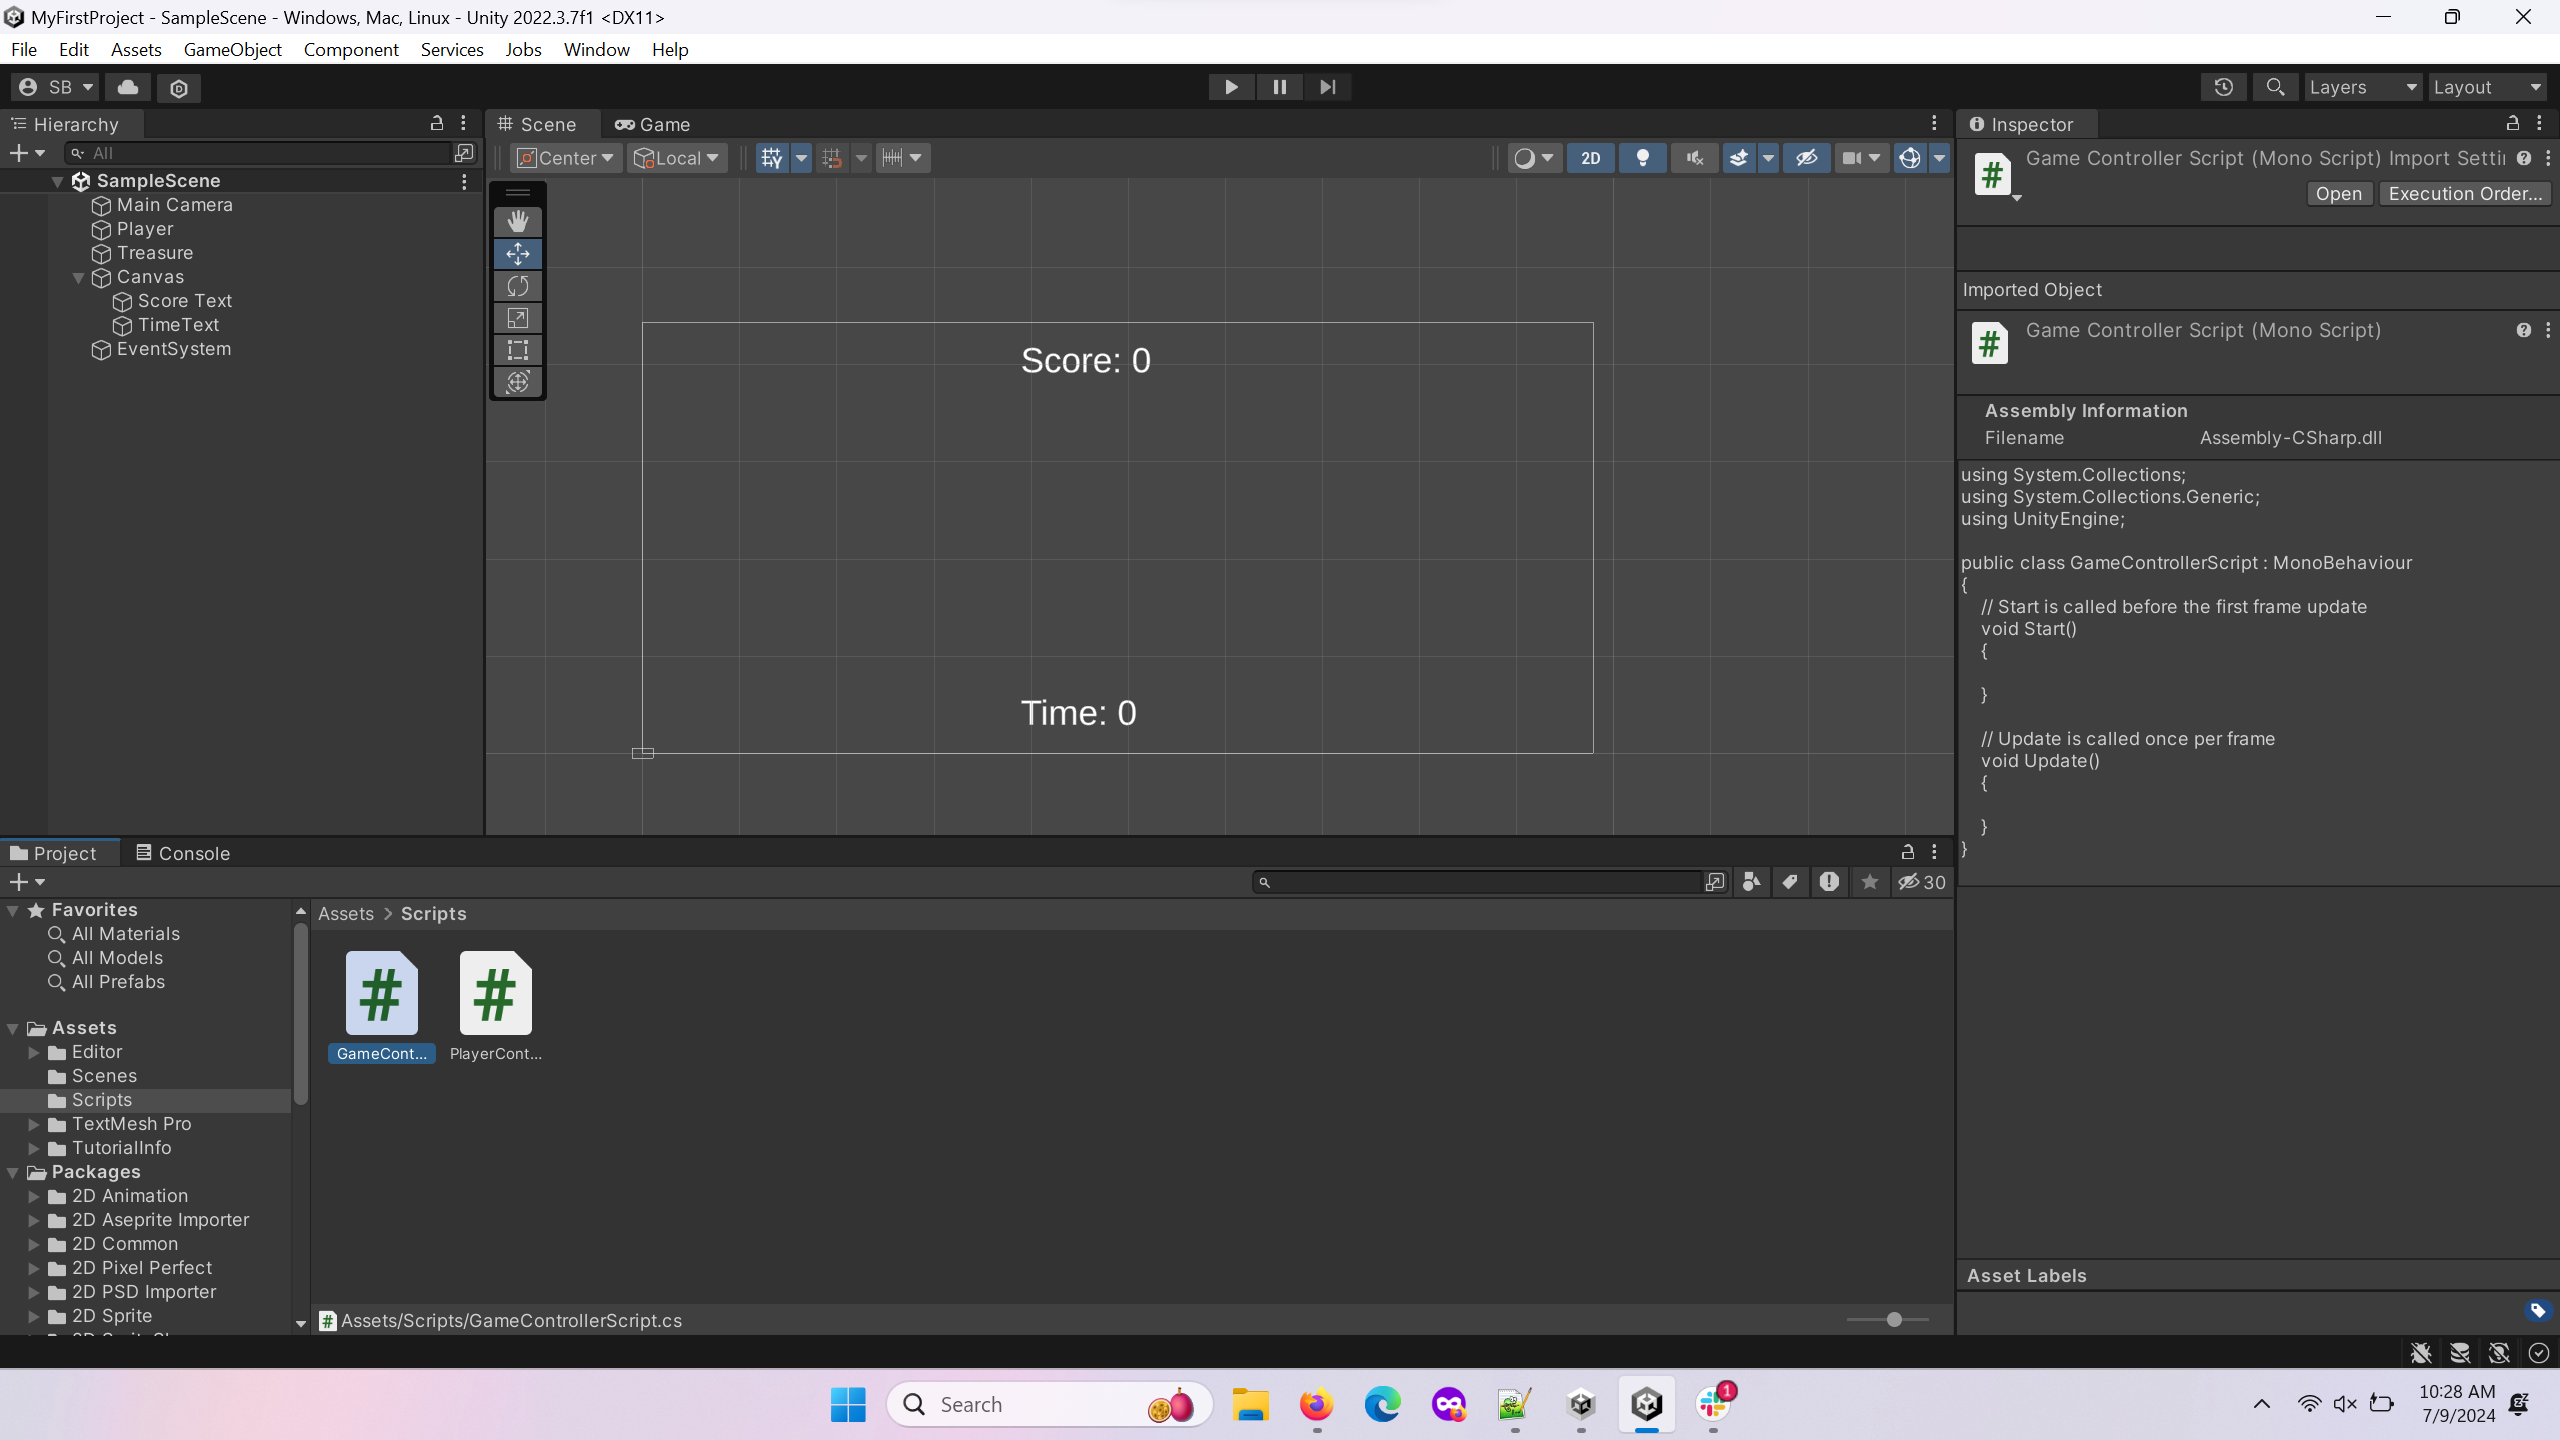 MyFirstProject - SampleScene - Windows, Mac, Linux - Unity 2022.3.7f1 <DX11>
File Edit Assets GameObject Component Services Jobs Window Help
SB
Layers
Layout
Hierarchy
All
SampleScene
Main Camera
Player
Treasure
Canvas
Score Text
TimeText
EventSystem
Scene
Game
Center
Local
2D
Score: 0
Time: 0
Inspector
Game Controller Script (Mono Script) Import Setti
Open
Execution Order...
Imported Object
Game Controller Script (Mono Script)
Assembly Information
Filename Assembly-CSharp.dll
using System.Collections;
using System.Collections.Generic;
using UnityEngine;
public class GameControllerScript : MonoBehaviour
{
// Start is called before the first frame update
void Start()
{
}
// Update is called once per frame
void Update()
{
}
}
Asset Labels
Project
Console
30
Favorites
All Materials
All Models
All Prefabs
Assets
Editor
Scenes
Scripts
TextMesh Pro
TutorialInfo
Packages
2D Animation
2D Aseprite Importer
2D Common
2D Pixel Perfect
2D PSD Importer
2D Sprite
Assets > Scripts
GameCont...
PlayerCont...
Assets/Scripts/GameControllerScript.cs
Search
1
10:28 AM
7/9/2024